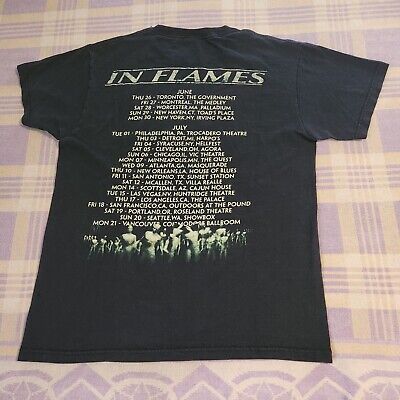 IN FLAMES
JUNE
THU 26 - TORONTO, THE GOVERNMENT
FRI 27 - MONTREAL, THE MEDLEY
SAT 28 - WORCESTER,MA, PALLADIUM
SUN 29 - NEW HAVEN,CT, TOAD'S PLACE
MON 30 - NEW YORK,NY, IRVING PLAZA
JULY
TUE 01 - PHILADELPHIA, PA, TROCADERO THEATRE
THU 03 - DETROIT,MI, HARPO'S
FRI 04 - SYRACUSE,NY, HELLFEST
SAT 05 - CLEVELAND,OH, AGORA
SUN 06 - CHICAGO,IL, VIC THEATRE
MON 07 - MINNEAPOLIS,MN, THE QUEST
WED 09 - ATLANTA,GA, MASQUERADE
THU 10 - NEW ORLEANS,LA, HOUSE OF BLUES
FRI 11 - SAN ANTONIO, TX, SUNSET STATION
SAT 12 - MCALLEN, TX, VILLA REALLE
MON 14 - SCOTTSDALE, AZ, CAJUN HOUSE
TUE 15 - LAS VEGAS,NV, HUNTRIDGE THEATRE
THU 17 - LOS ANGELES,CA, THE PALACE
FRI 18 - SAN FRANCISCO,CA, OUTDOORS AT THE POUND
SAT 19 - PORTLAND,OR, ROSELAND THEATRE
SUN 20 - SEATTLE,WA, SHOWBOX
MON 21 - VANCOUVER, COMMODORE BALLROOM